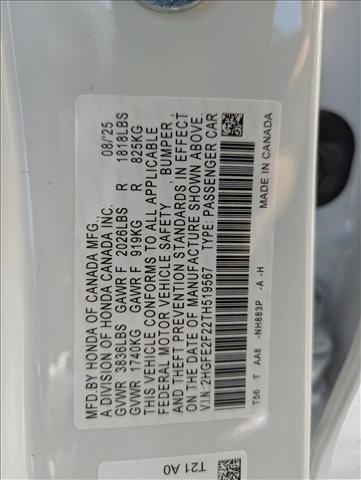 MFD.BY HONDA OF CANADA MFG. 08/'25
A DIVISION OF HONDA CANADA INC.
GVWR 3836LBS GAWR F 2026LBS R 1818LBS
GVWR 1740KG GAWR F 919KG R 825KG
THIS VEHICLE CONFORMS TO ALL APPLICABLE
FEDERAL MOTOR VEHICLE SAFETY, BUMPER,
AND THEFT PREVENTION STANDARDS IN EFFECT
ON THE DATE OF MANUFACTURE SHOWN ABOVE.
V.I.N.:2HGFE2F22TH519567 TYPE: PASSENGER CAR
T56 T AA8 -NH883P -A -H MADE IN CANADA
T21 A0